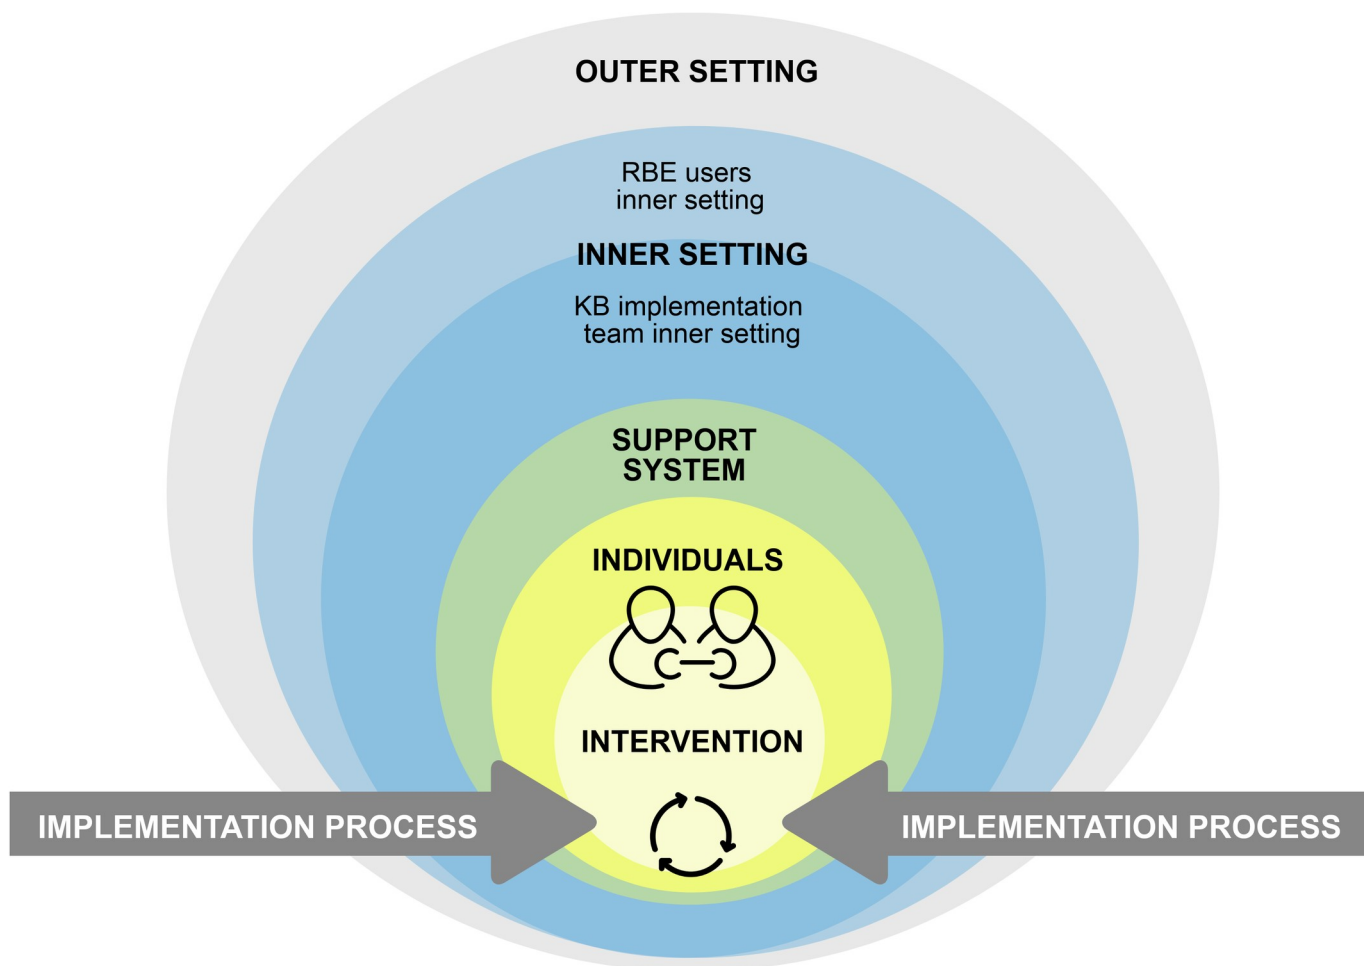 OUTER SETTING
RBE users
inner setting
INNER SETTING
KB implementation
team inner setting
SUPPORT
SYSTEM
INDIVIDUALS
INTERVENTION
IMPLEMENTATION PROCESS
IMPLEMENTATION PROCESS